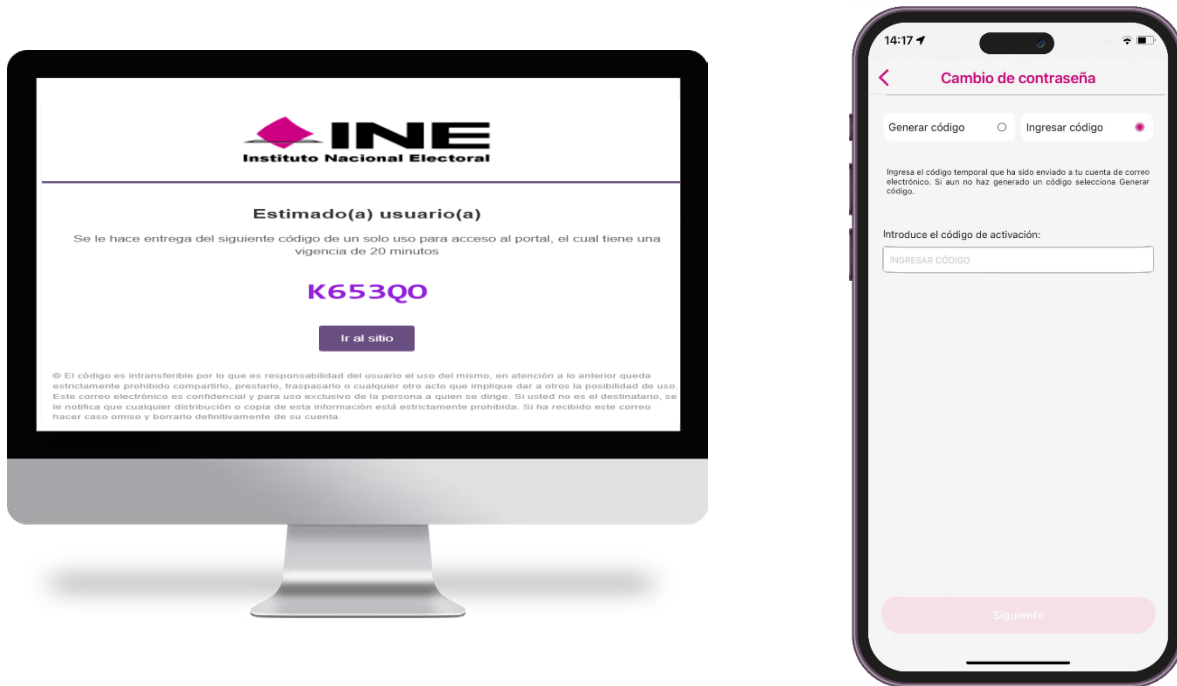 INE
Instituto Nacional Electoral
Estimado(a) usuario(a)
Se le hace entrega del siguiente código de un solo uso para acceso al portal, el cual tiene una
vigencia de 20 minutos
K653QO
Ir al sitio
© El código es intransferible por lo que es responsabilidad del usuario el uso del mismo, en atención a lo anterior queda
estrictamente prohibido compartirlo, prestarlo, traspasarlo o cualquier otro acto que implique dar a otros la posibilidad de uso.
Este correo electrónico es confidencial y para uso exclusivo de la persona a quien se dirige. Si usted no es el destinatario, se
le notifica que cualquier distribución o copia de esta información está estrictamente prohibida. Si ha recibido este correo
hacer caso omiso y borrarlo definitivamente de su cuenta.
14:17
Cambio de contraseña
Generar código
Ingresar código
Ingresa el código temporal que ha sido enviado a tu cuenta de correo
electrónico. Si aun no haz generado un código selecciona Generar
código.
Introduce el código de activación:
INGRESAR CÓDIGO
Siguiente